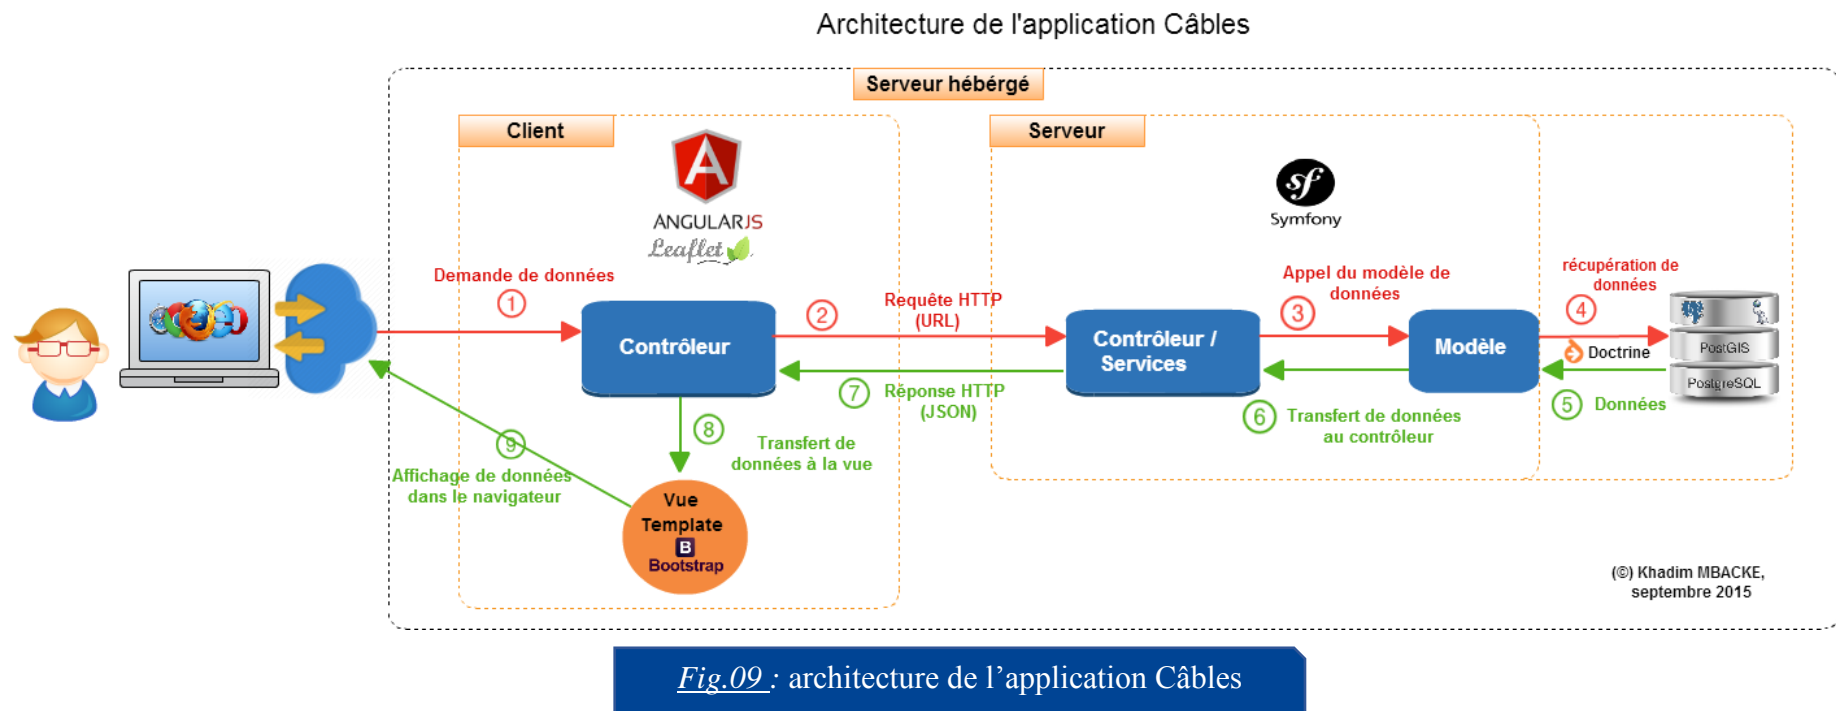 Architecture de l'application Câbles
Serveur hébérgé
Client
Serveur
ANGULARJS
Leaflet
sf
Symfony
Demande de données
1
Contrôleur
2
Requête HTTP
(URL)
Contrôleur /
Services
3
Appel du modèle de
données
Modèle
récupération de
données
4
Doctrine
PostGIS
PostgreSQL
5
Données
6
Transfert de données
au contrôleur
7
Réponse HTTP
(JSON)
8
Transfert de
données à la vue
9
Affichage de données
dans le navigateur
Vue
Template
B
Bootstrap
(©) Khadim MBACKE,
septembre 2015
Fig.09 : architecture de l’application Câbles